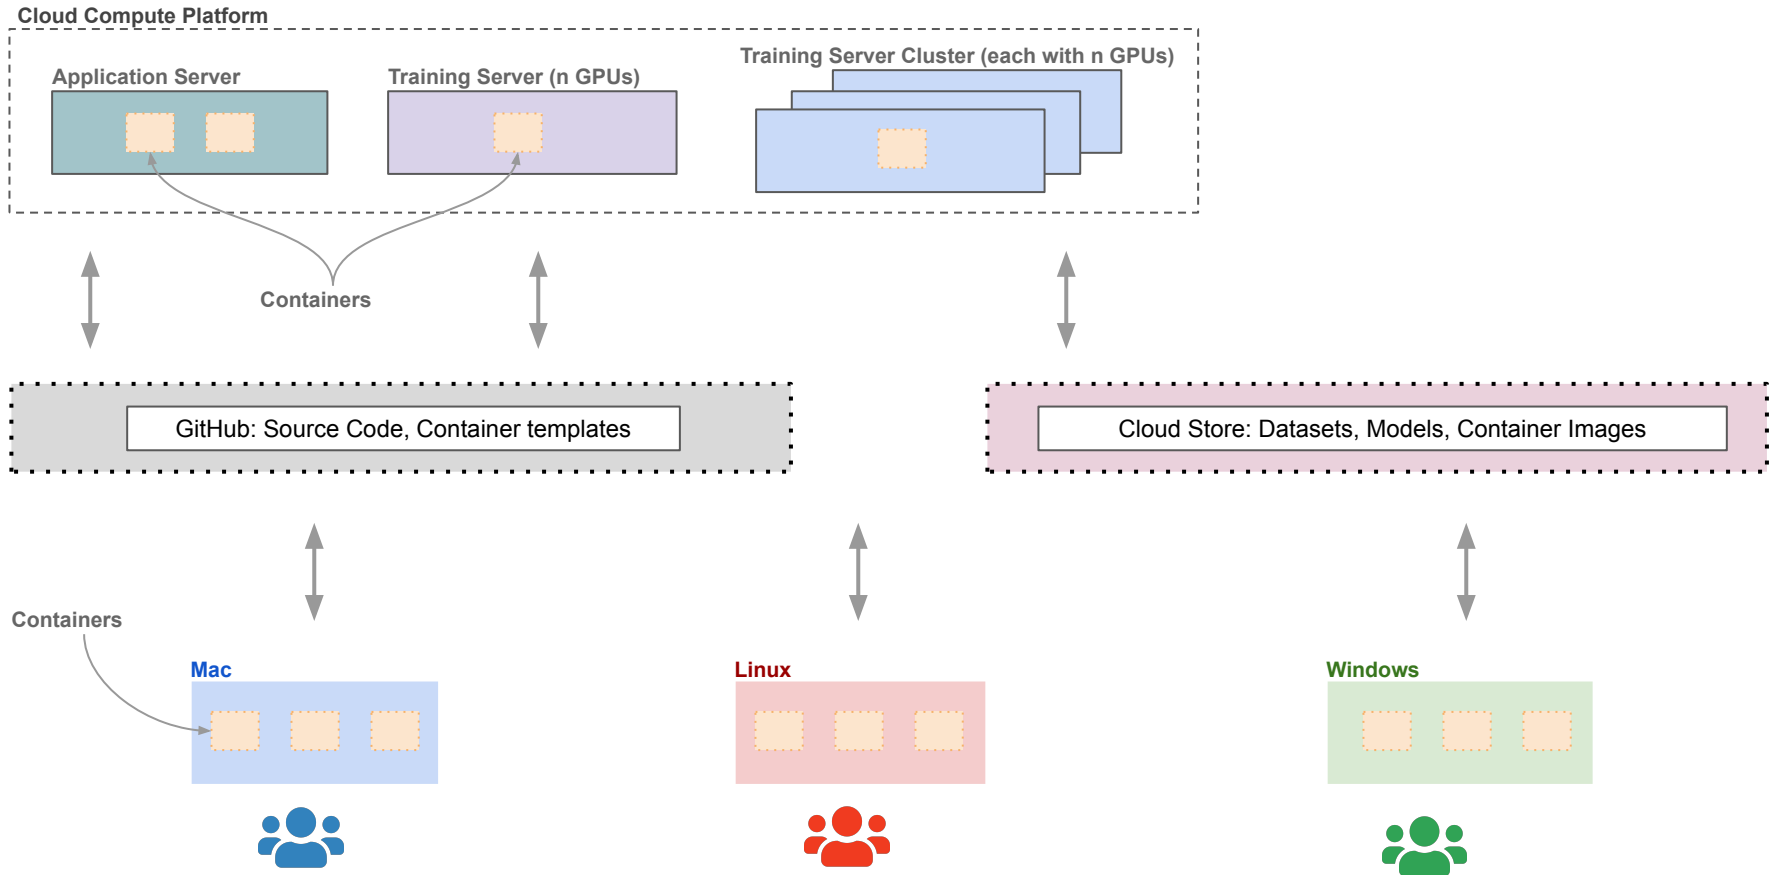 Cloud Compute Platform
Application Server
Training Server (n GPUs)
Training Server Cluster (each with n GPUs)
Containers
GitHub: Source Code, Container templates
Cloud Store: Datasets, Models, Container Images
Containers
Mac
Linux
Windows